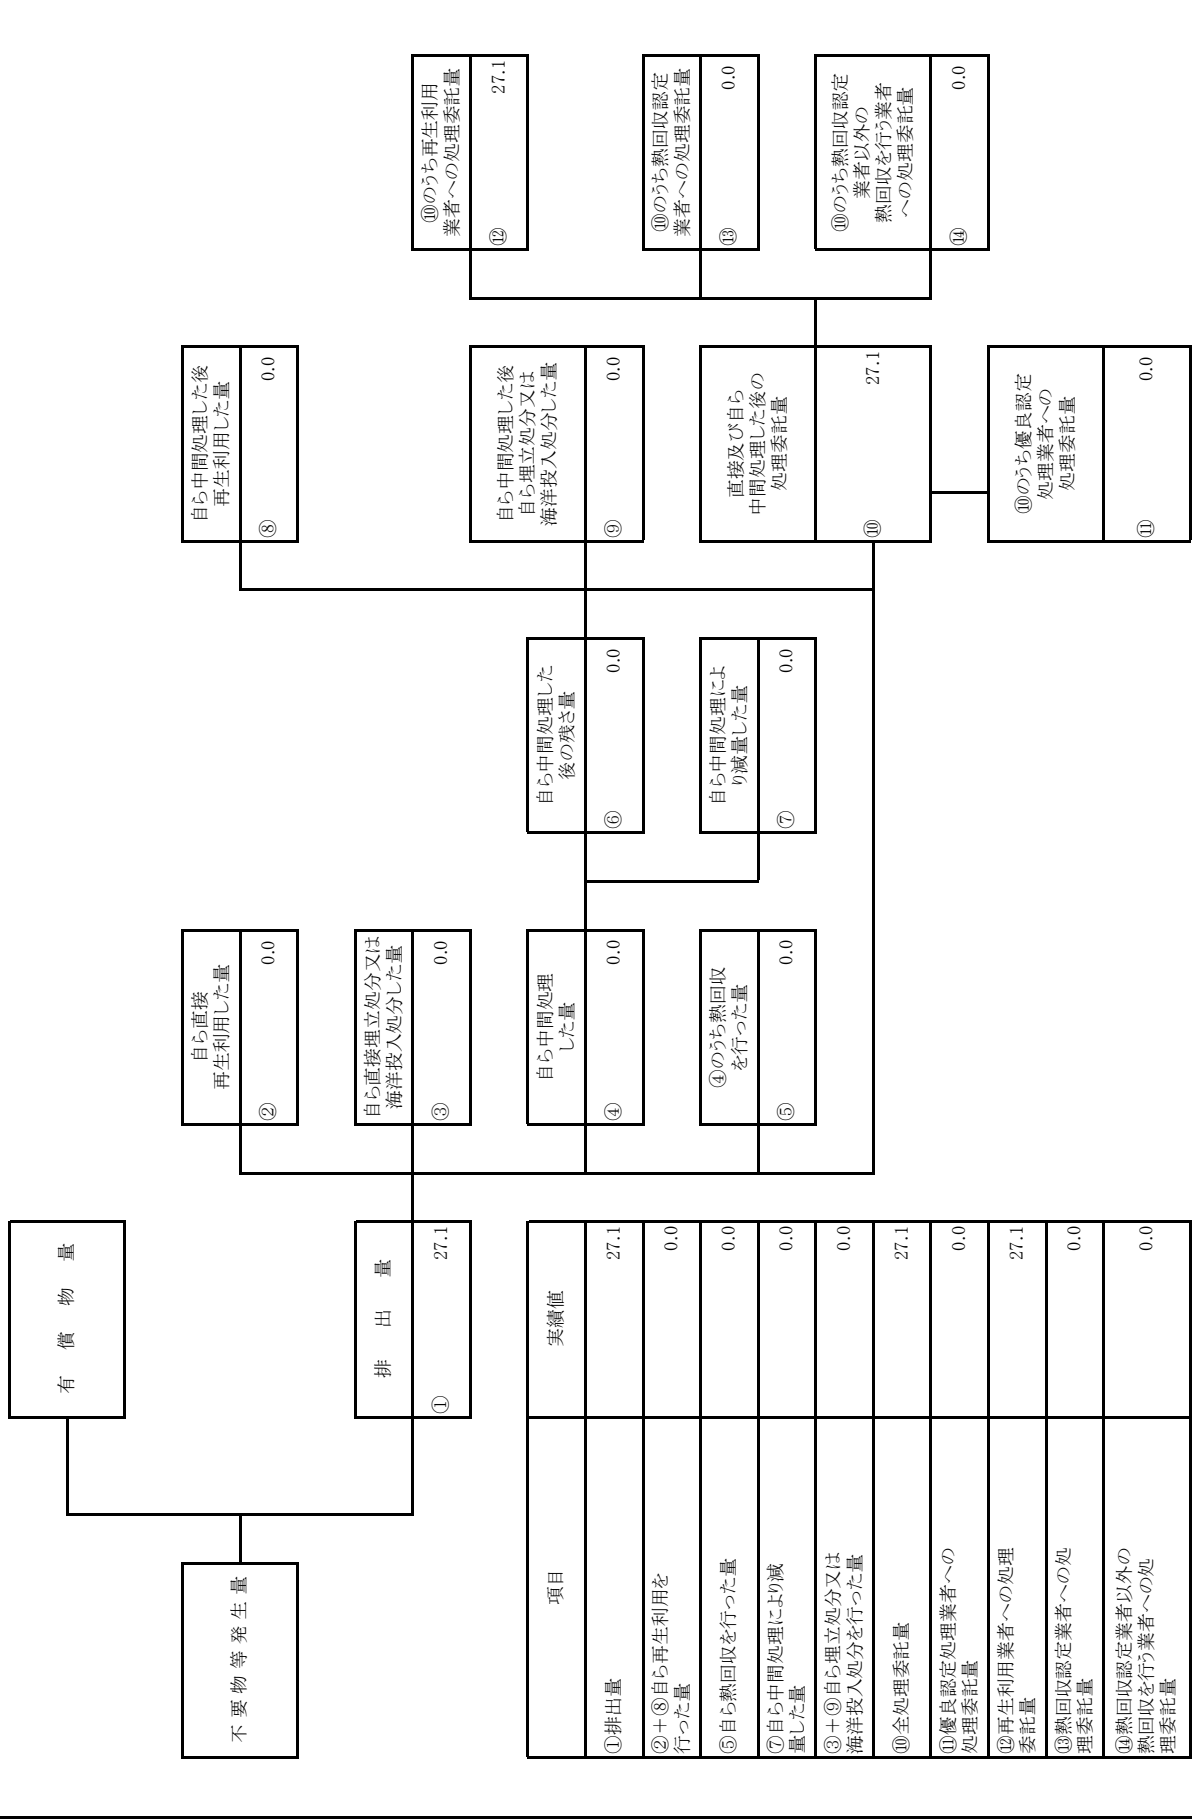 不要物等発生量
有償物量
排出量
① 27.1
自ら直接
再生利用した量
② 0.0
自ら直接埋立処分又は
海洋投入処分した量
③ 0.0
自ら中間処理
した量
④ 0.0
④のうち熱回収
を行った量
⑤ 0.0
自ら中間処理した
後の残さ量
⑥ 0.0
自ら中間処理によ
り減量した量
⑦ 0.0
自ら中間処理した後
再生利用した量
⑧ 0.0
自ら中間処理した後
自ら埋立処分又は
海洋投入処分した量
⑨ 0.0
直接及び自ら
中間処理した後の
処理委託量
⑩ 27.1
⑩のうち優良認定
処理業者への
処理委託量
⑪ 0.0
⑩のうち再生利用
業者への処理委託量
⑫ 27.1
⑩のうち熱回収認定
業者への処理委託量
⑬ 0.0
⑩のうち熱回収認定
業者以外の
熱回収を行う業者
への処理委託量
⑭ 0.0
項目 実績値
①排出量 27.1
②＋⑧自ら再生利用を
行った量 0.0
⑤自ら熱回収を行った量 0.0
⑦自ら中間処理により減
量した量 0.0
③＋⑨自ら埋立処分又は
海洋投入処分を行った量 0.0
⑩全処理委託量 27.1
⑪優良認定処理業者への
処理委託量 0.0
⑫再生利用業者への処理
委託量 27.1
⑬熱回収認定業者への処
理委託量 0.0
⑭熱回収認定業者以外の
熱回収を行う業者への処
理委託量 0.0